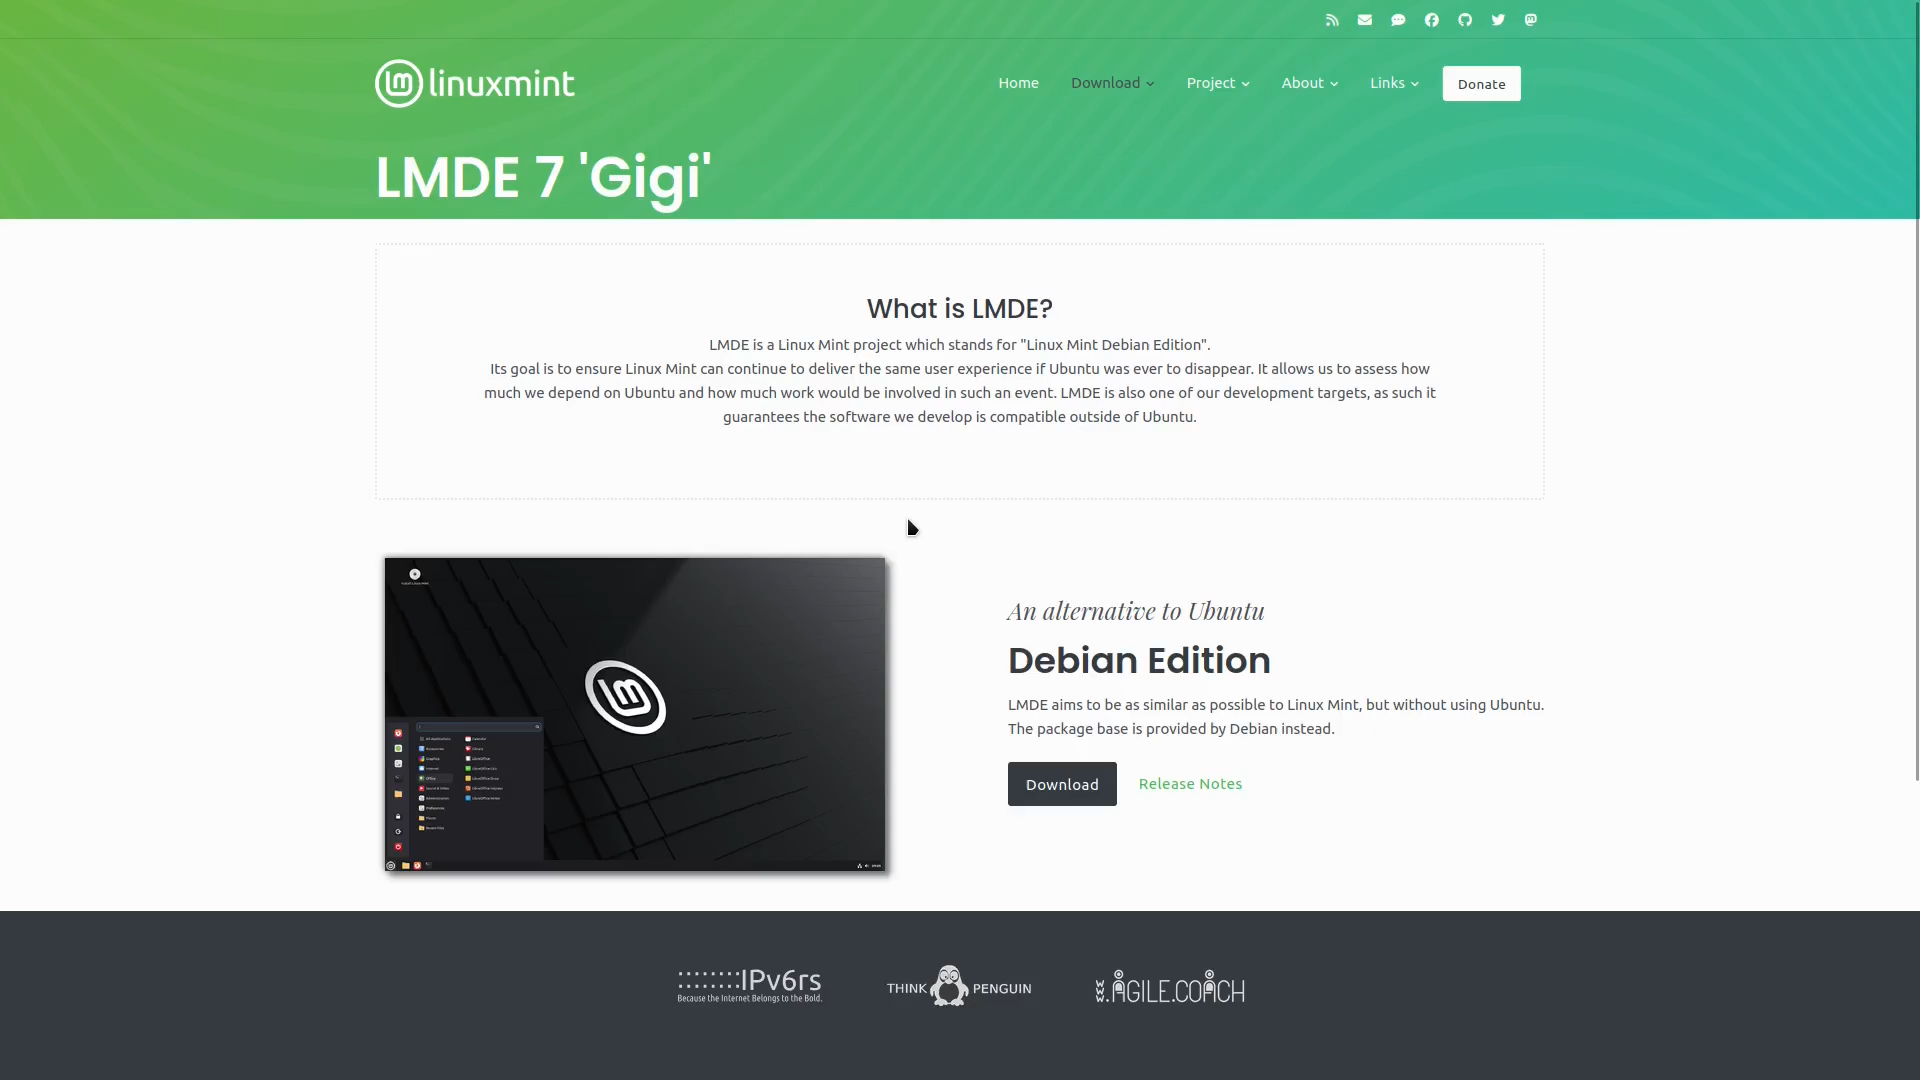 linuxmint
Home
Download
Project
About
Links
Donate
LMDE 7 'Gigi'
What is LMDE?
LMDE is a Linux Mint project which stands for "Linux Mint Debian Edition".
Its goal is to ensure Linux Mint can continue to deliver the same user experience if Ubuntu was ever to disappear. It allows us to assess how
much we depend on Ubuntu and how much work would be involved in such an event. LMDE is also one of our development targets, as such it
guarantees the software we develop is compatible outside of Ubuntu.
An alternative to Ubuntu
Debian Edition
LMDE aims to be as similar as possible to Linux Mint, but without using Ubuntu.
The package base is provided by Debian instead.
Download
Release Notes
IPv6rs
Because the Internet Belongs to the Bold.
THINK PENGUIN
WWW.AGILE.COACH